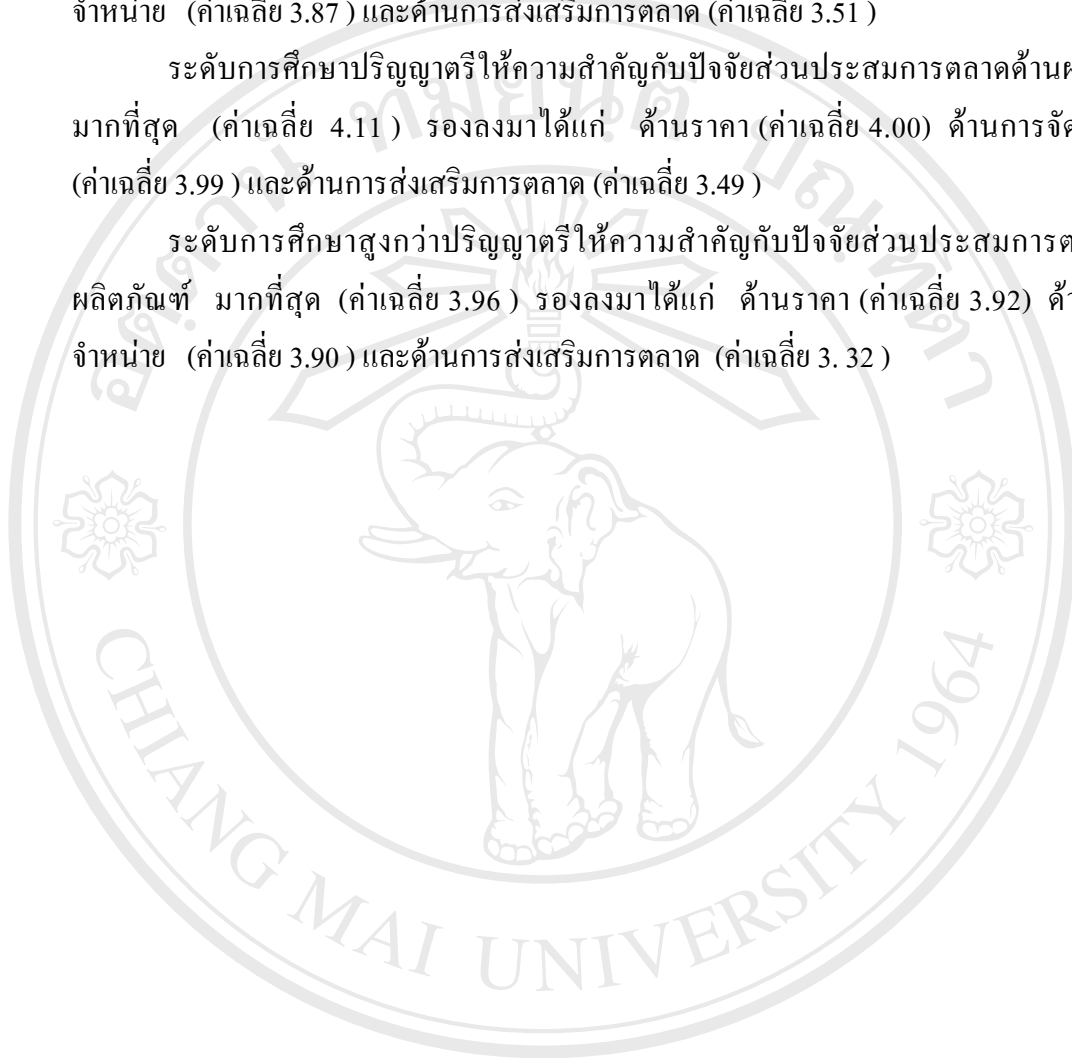 จำหน่าย (ค่าเฉลี่ย 3.87 ) และด้านการส่งเสริมการตลาด (ค่าเฉลี่ย 3.51 )
ระดับการศึกษาปริญญาตรีให้ความสำคัญกับปัจจัยส่วนประสมการตลาดด้านผ
มากที่สุด (ค่าเฉลี่ย 4.11 ) รองลงมาได้แก่ ด้านราคา (ค่าเฉลี่ย 4.00) ด้านการจัด
(ค่าเฉลี่ย 3.99 ) และด้านการส่งเสริมการตลาด (ค่าเฉลี่ย 3.49 )
ระดับการศึกษาสูงกว่าปริญญาตรีให้ความสำคัญกับปัจจัยส่วนประสมการต
ผลิตภัณฑ์ มากที่สุด (ค่าเฉลี่ย 3.96 ) รองลงมาได้แก่ ด้านราคา (ค่าเฉลี่ย 3.92) ด้า
จำหน่าย (ค่าเฉลี่ย 3.90 ) และด้านการส่งเสริมการตลาด (ค่าเฉลี่ย 3. 32 )
อตฺตานํ ทมยนฺติ ปณฺฑิตา
CHIANG MAI UNIVERSITY 1964